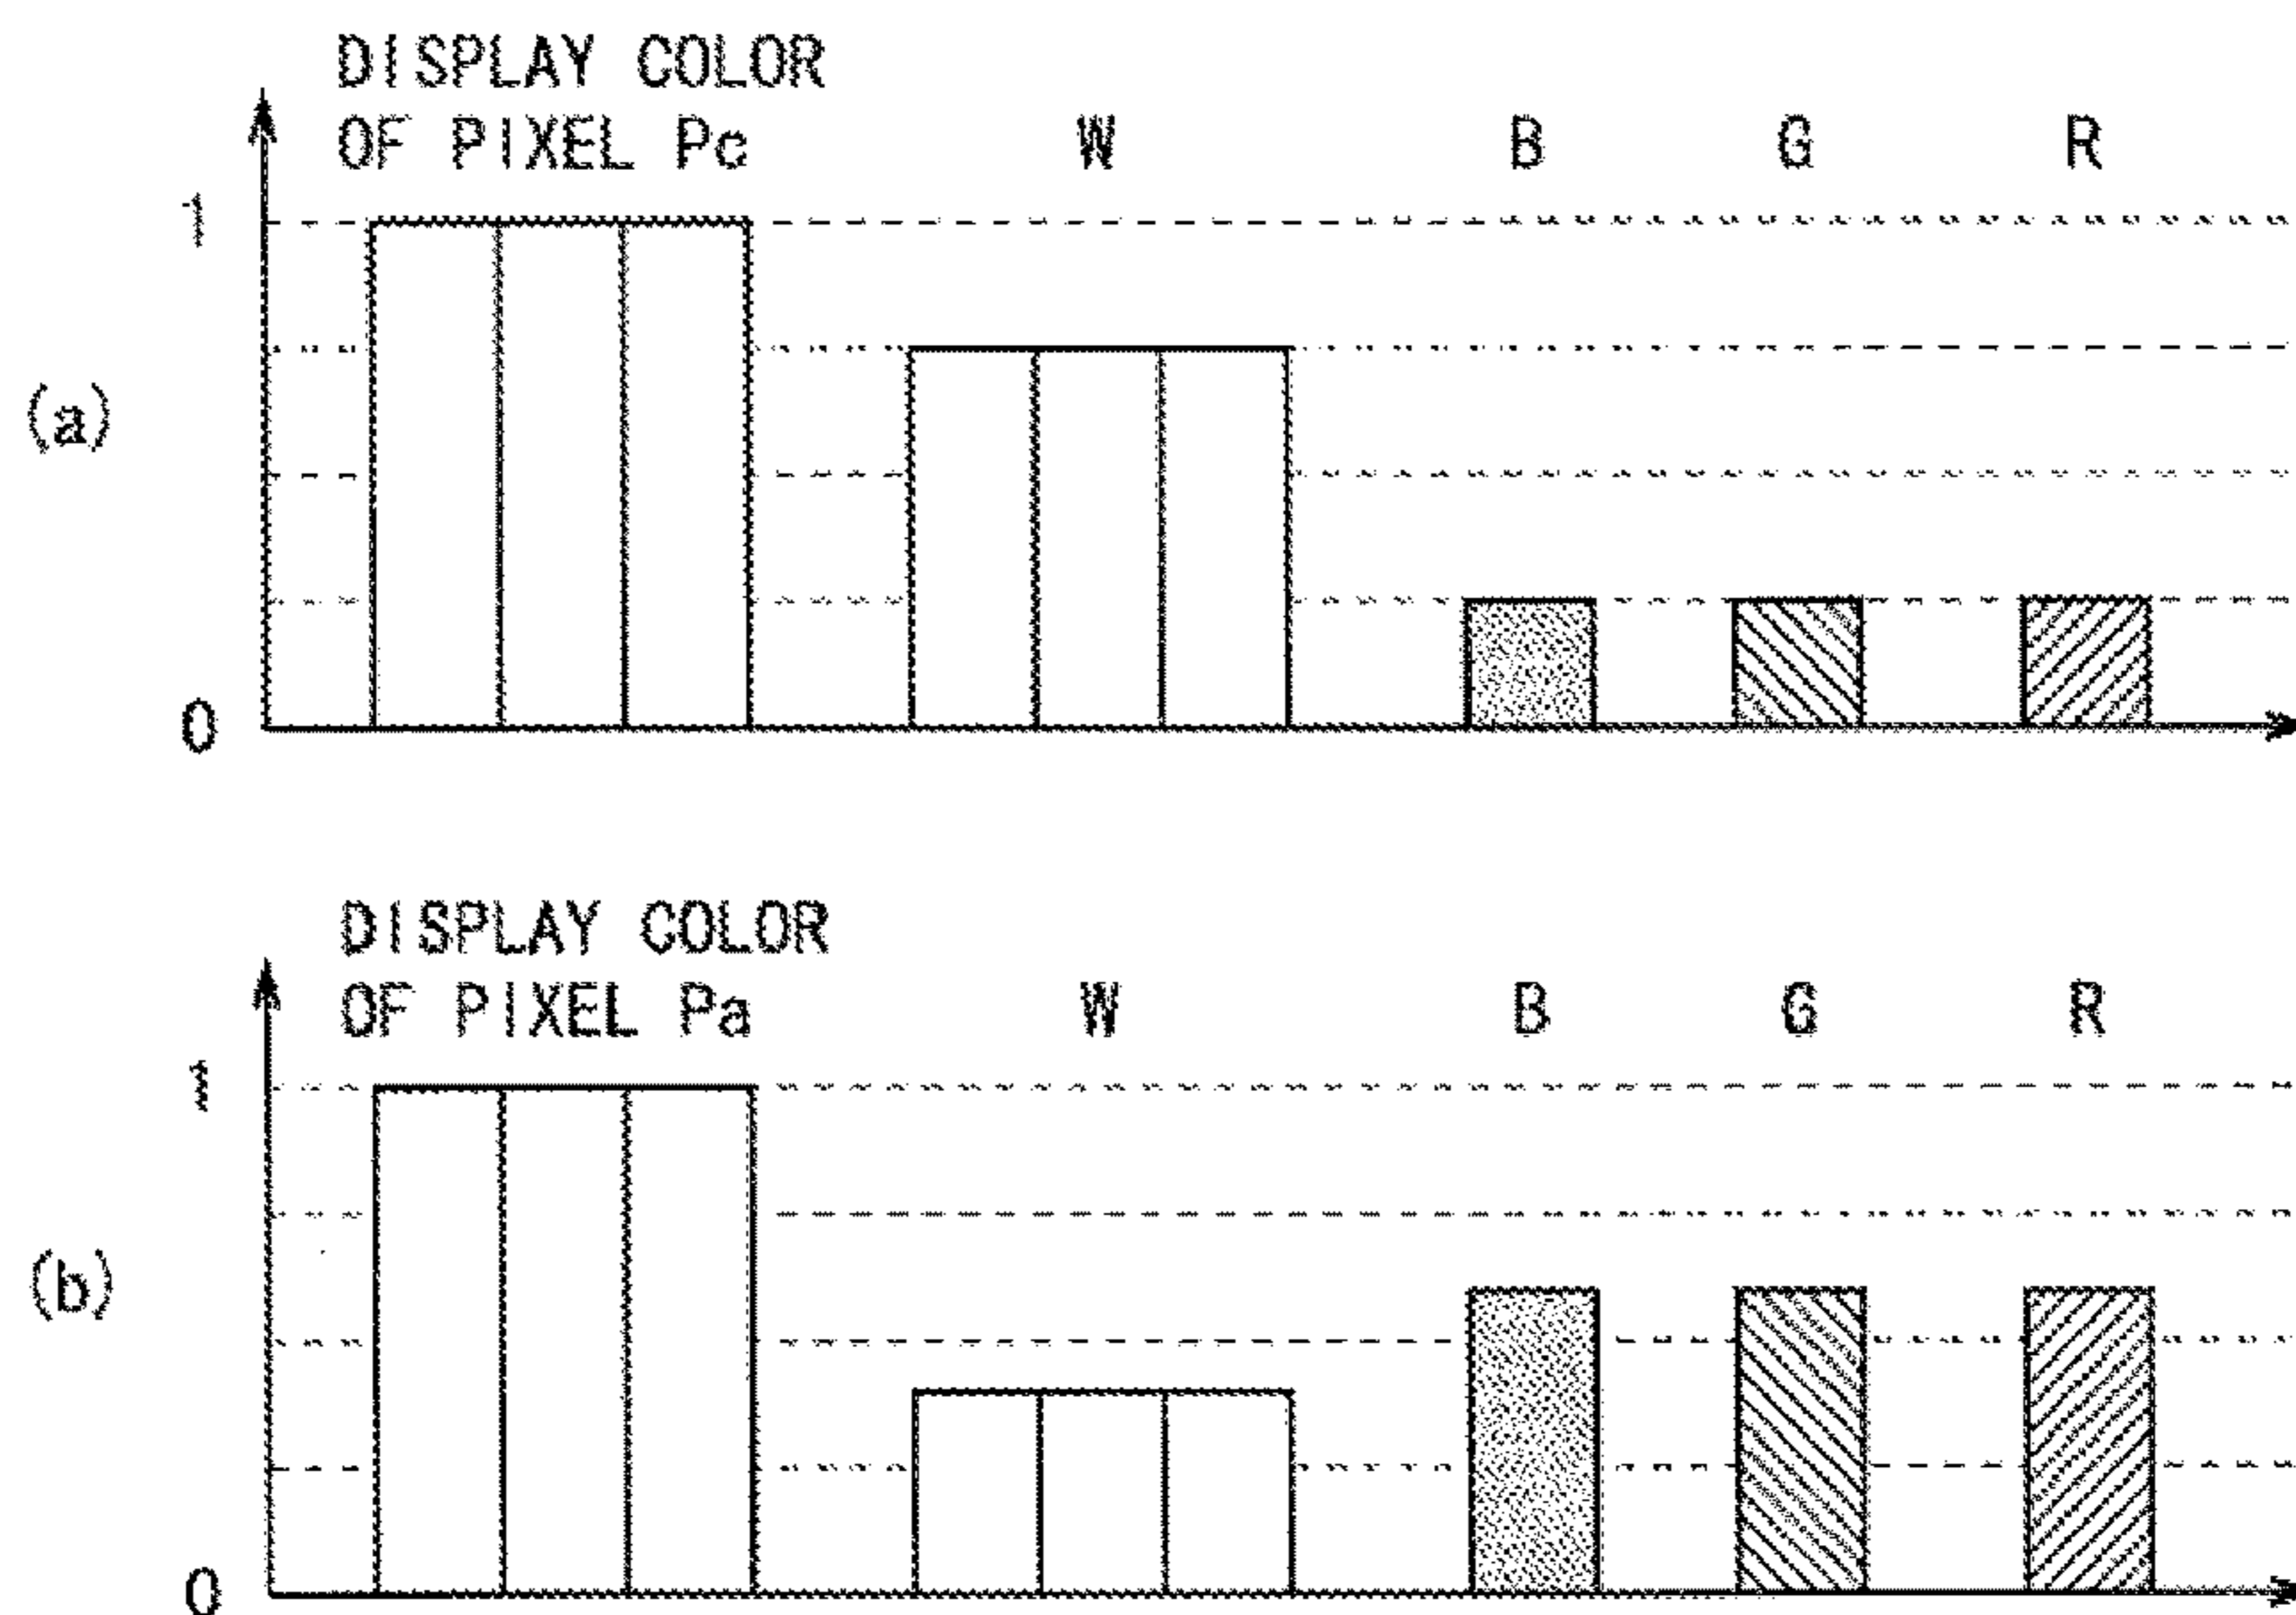 DISPLAY COLOR
OF PIXEL Pc W B G R
1
(a)
0
DISPLAY COLOR
OF PIXEL Pa W B G R
1
(b)
0